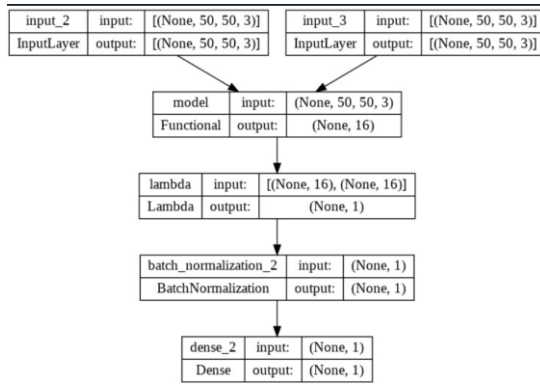 input_2 input: [(None, 50, 50, 3)]
InputLayer output: [(None, 50, 50, 3)]
input_3 input: [(None, 50, 50, 3)]
InputLayer output: [(None, 50, 50, 3)]
model input: (None, 50, 50, 3)
Functional output: (None, 16)
lambda input: [(None, 16), (None, 16)]
Lambda output: (None, 1)
batch_normalization_2 input: (None, 1)
BatchNormalization output: (None, 1)
dense_2 input: (None, 1)
Dense output: (None, 1)